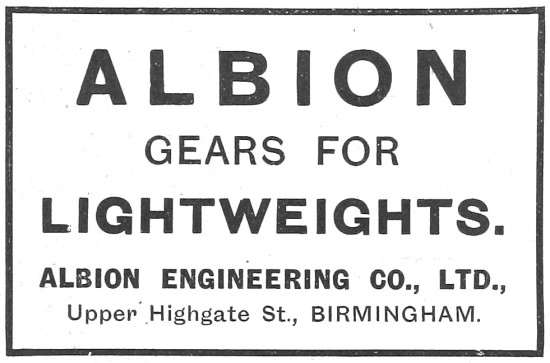 ALBION
GEARS FOR
LIGHTWEIGHTS.
ALBION ENGINEERING CO., LTD.,
Upper Highgate St., BIRMINGHAM.